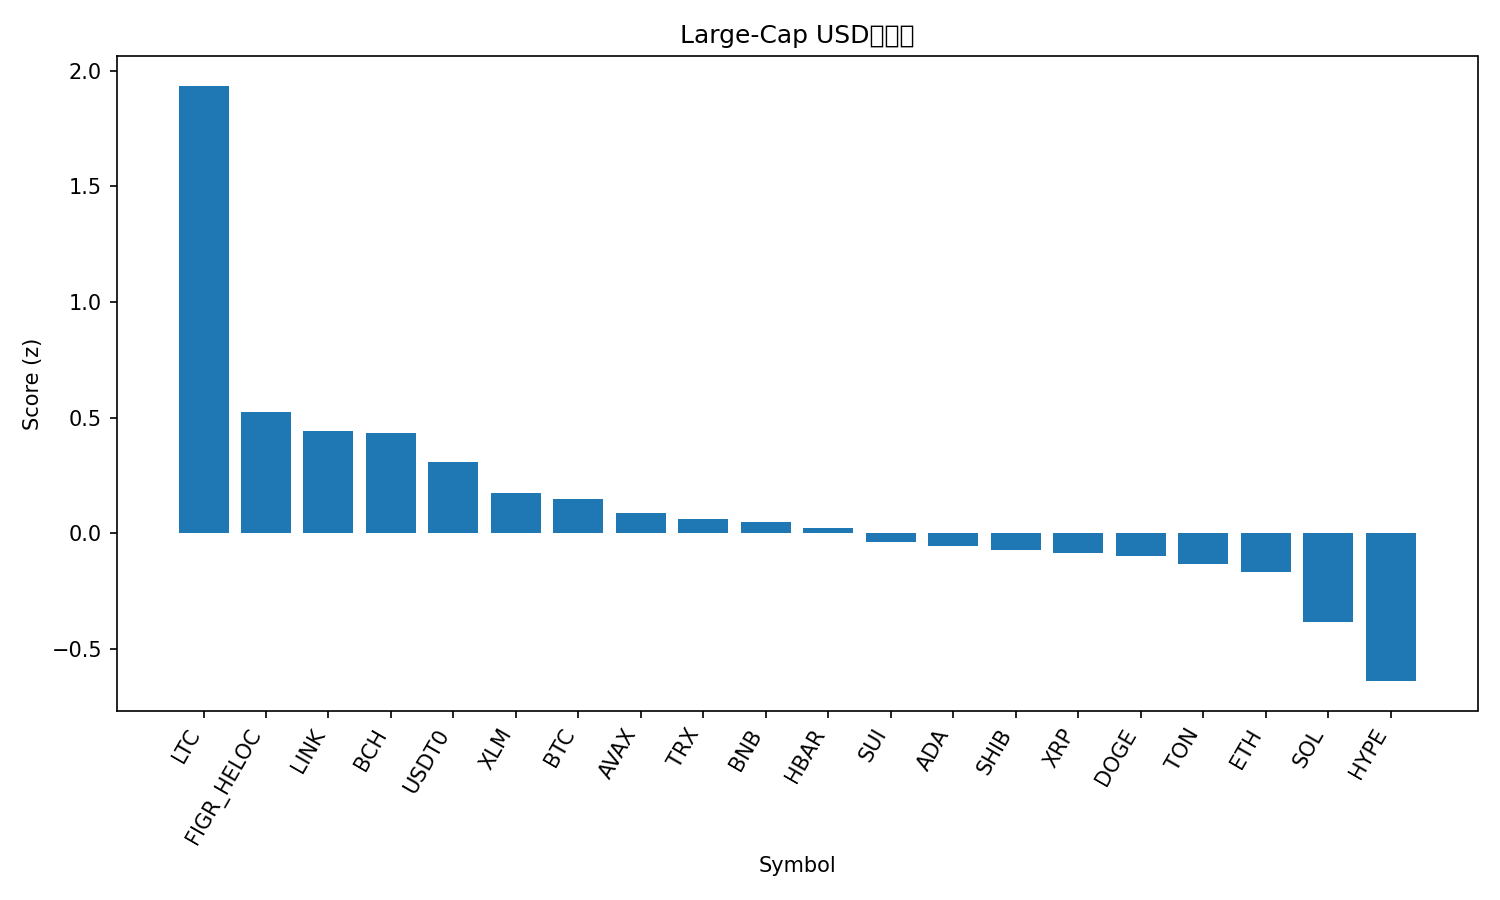 Large-Cap USD
2.0
1.5
1.0
0.5
0.0
−0.5
Score (z)
LTC
FIGR_HELOC
LINK
BCH
USDT0
XLM
BTC
AVAX
TRX
BNB
HBAR
SUI
ADA
SHIB
XRP
DOGE
TON
ETH
SOL
HYPE
Symbol